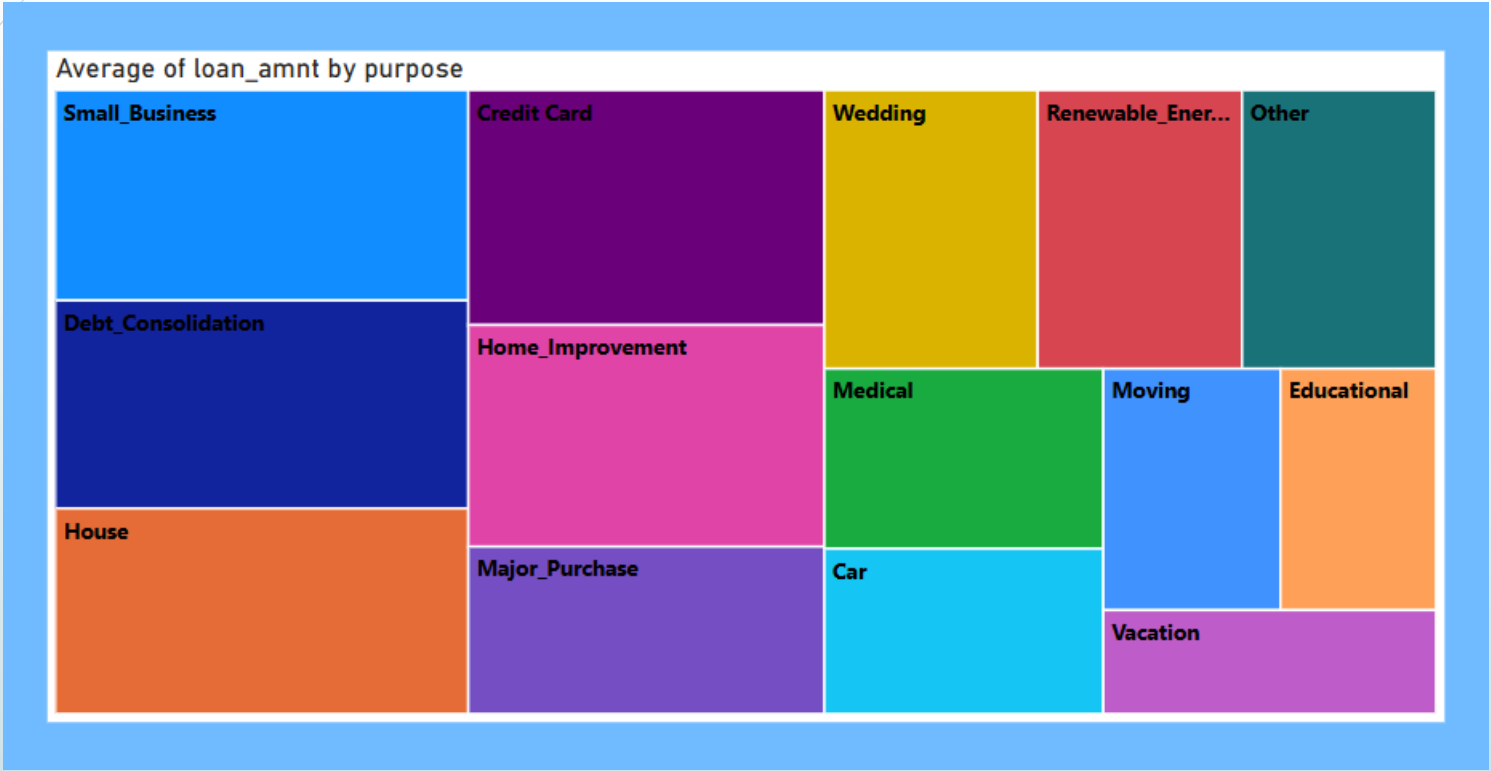 Average of loan_amnt by purpose
Small_Business
Debt_Consolidation
House
Credit Card
Home_Improvement
Major_Purchase
Wedding
Renewable_Ener...
Other
Medical
Car
Moving
Educational
Vacation